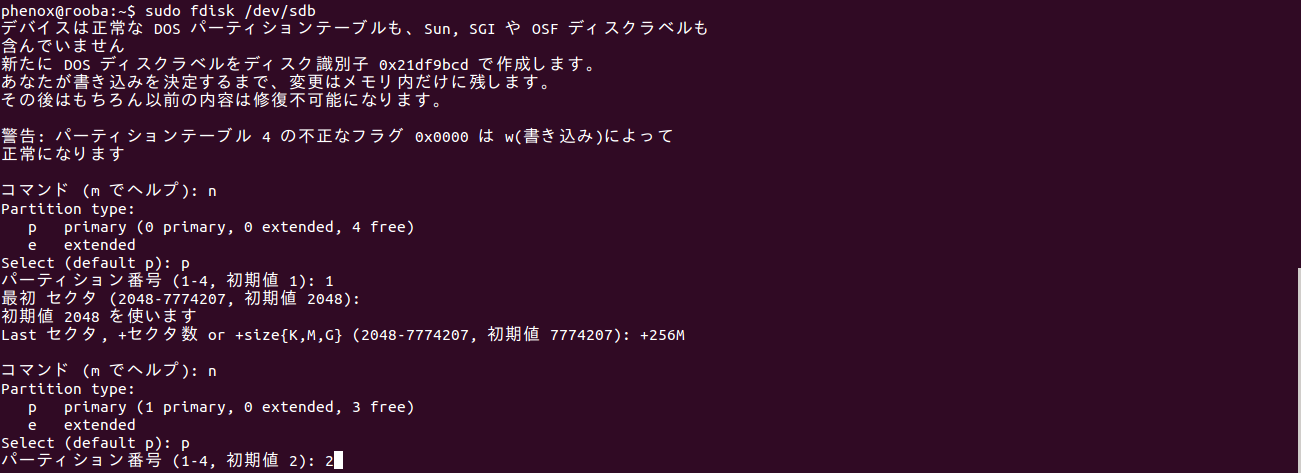 phenox@rooba:~$ sudo fdisk /dev/sdb
デバイスは正常な DOS パーティションテーブルも、Sun, SGI や OSF ディスクラベルも
含んでいません
新たに DOS ディスクラベルをディスク識別子 0x21df9bcd で作成します。
あなたが書き込みを決定するまで、変更はメモリ内だけに残します。
その後はもちろん以前の内容は修復不可能になります。
警告: パーティションテーブル 4 の不正なフラグ 0x0000 は w(書き込み)によって
正常になります
コマンド (m でヘルプ): n
Partition type:
   p   primary (0 primary, 0 extended, 4 free)
   e   extended
Select (default p): p
パーティション番号 (1-4, 初期値 1): 1
最初 セクタ (2048-7774207, 初期値 2048):
初期値 2048 を使います
Last セクタ, +セクタ数 or +size{K,M,G} (2048-7774207, 初期値 7774207): +256M
コマンド (m でヘルプ): n
Partition type:
   p   primary (1 primary, 0 extended, 3 free)
   e   extended
Select (default p): p
パーティション番号 (1-4, 初期値 2): 2